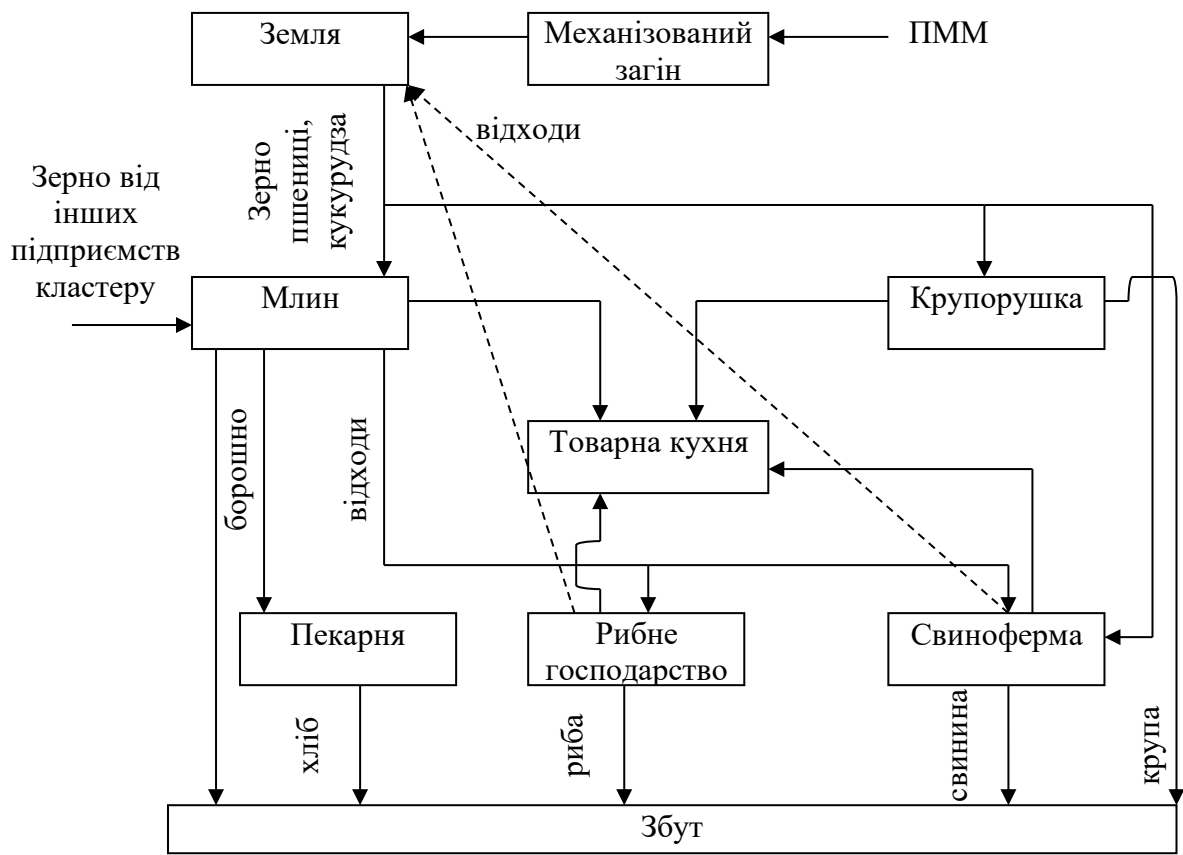 Земля
Механізований
загін
ПММ
відходи
Зерно
пшениці,
кукурудза
Зерно від
інших
підприємств
кластеру
Млин
Крупорушка
Товарна кухня
борошно
відходи
Пекарня
Рибне
господарство
Свиноферма
хліб
риба
свинина
крупа
Збут